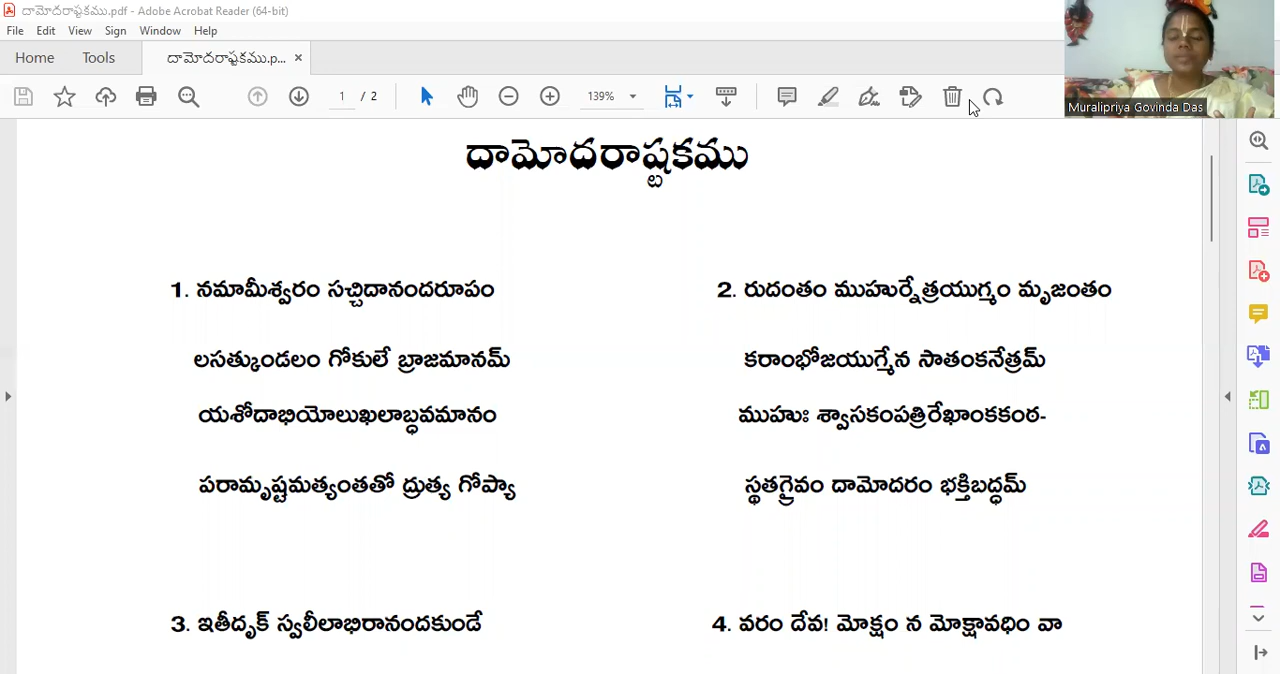 దామోదరాష్టకము.pdf - Adobe Acrobat Reader (64-bit)
File Edit View Sign Window Help
Home Tools దామోదరాష్టకము.p... ×
1 / 2 139%
Muralipriya Govinda Das
దామోదరాష్టకము
1. నమామీశ్వరం సచ్చిదానందరూపం
లసత్కుండలం గోకులే బ్రాజమానమ్
యశోదాభియోలుఖలాబ్ధవమానం
పరామృష్టమత్యంతతో ద్రుత్య గోప్యా
2. రుదంతం ముహుర్నేత్రయుగ్మం మృజంతం
కరాంభోజయుగ్మేన సాతంకనేత్రమ్
ముహుః శ్వాసకంపత్రిరేఖాంకకంఠ-
స్థతగ్రైవం దామోదరం భక్తిబద్ధమ్
3. ఇతీదృక్ స్వలీలాభిరానందకుండే
4. వరం దేవ! మోక్షం న మోక్షావధిం వా